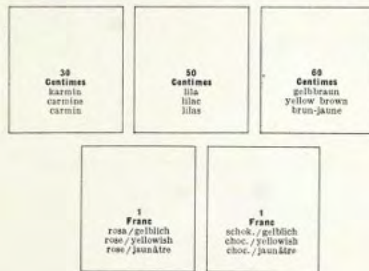 30
Centimes
karmin
carmine
carmin
50
Centimes
lila
lilac
lilas
60
Centimes
gelbbraun
yellow brown
brun-jaune
1
Franc
rosa/gelblich
rose/yellowish
rose/jaunâtre
1
Franc
schok./gelblich
choc./yellowish
choc./jaunâtre